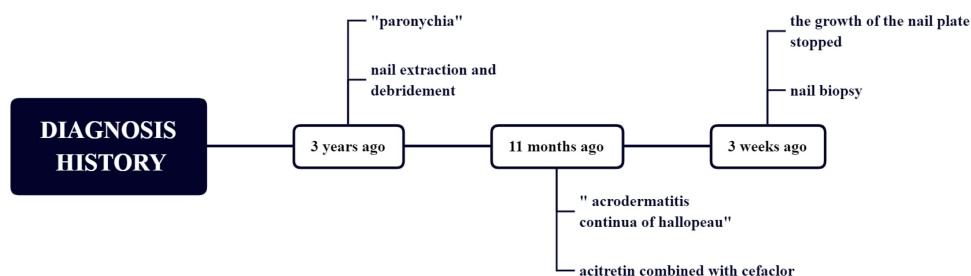 DIAGNOSIS
HISTORY
3 years ago
"paronychia"
nail extraction and
debridement
11 months ago
" acrodermatitis
continua of hallopeau"
acitretin combined with cefaclor
3 weeks ago
the growth of the nail plate
stopped
nail biopsy